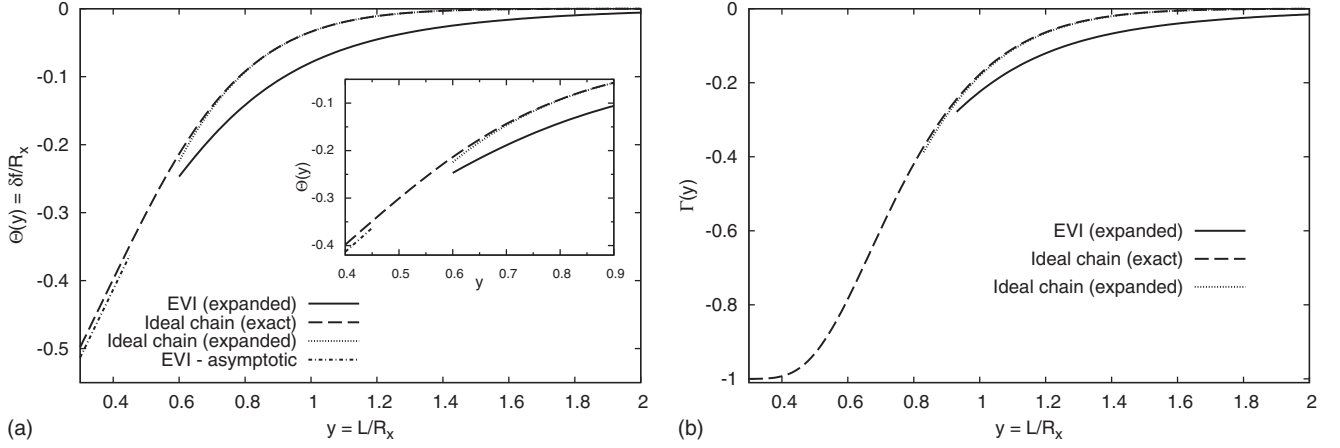 0
-0.1
-0.2
-0.3
-0.4
-0.5
Θ(y) = δf/R_x
0.4 0.6 0.8 1 1.2 1.4 1.6 1.8 2
y = L/R_x
(a)
-0.1
-0.2
-0.3
-0.4
Θ(y)
0.4 0.5 0.6 0.7 0.8 0.9
y
EVI (expanded)
Ideal chain (exact)
Ideal chain (expanded)
EVI - asymptotic
0
-0.2
-0.4
-0.6
-0.8
-1
Γ(y)
0.4 0.6 0.8 1 1.2 1.4 1.6 1.8 2
y = L/R_x
(b)
EVI (expanded)
Ideal chain (exact)
Ideal chain (expanded)